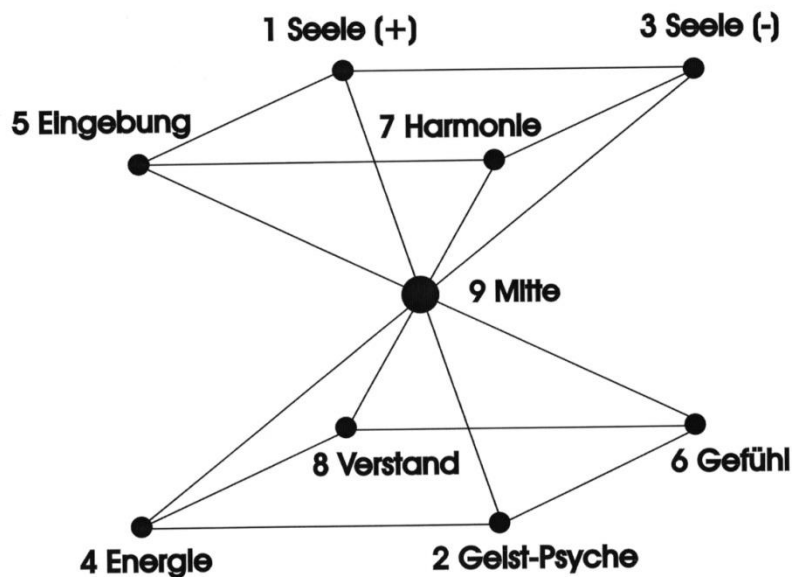 1 Seele (+)
3 Seele (-)
5 Eingebung
7 Harmonie
9 Mitte
8 Verstand
6 Gefühl
4 Energie
2 Geist-Psyche